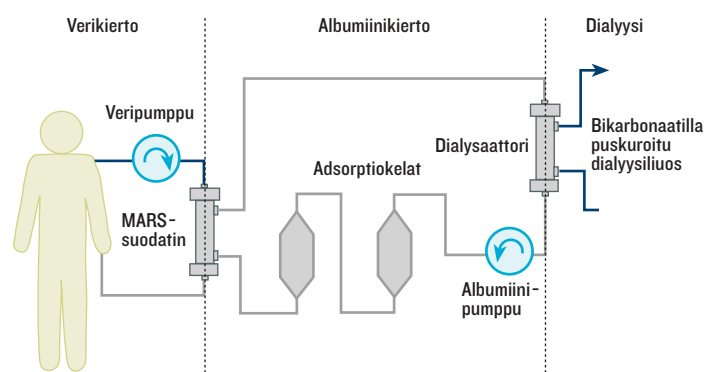 Verikierto
Albumiinikierto
Dialyysi
Veripumppu
MARS-
suodatin
Adsorptiokelat
Dialysaattori
Bikarbonaatilla
puskuroitu
dialyysiliuos
Albumiini-
pumppu